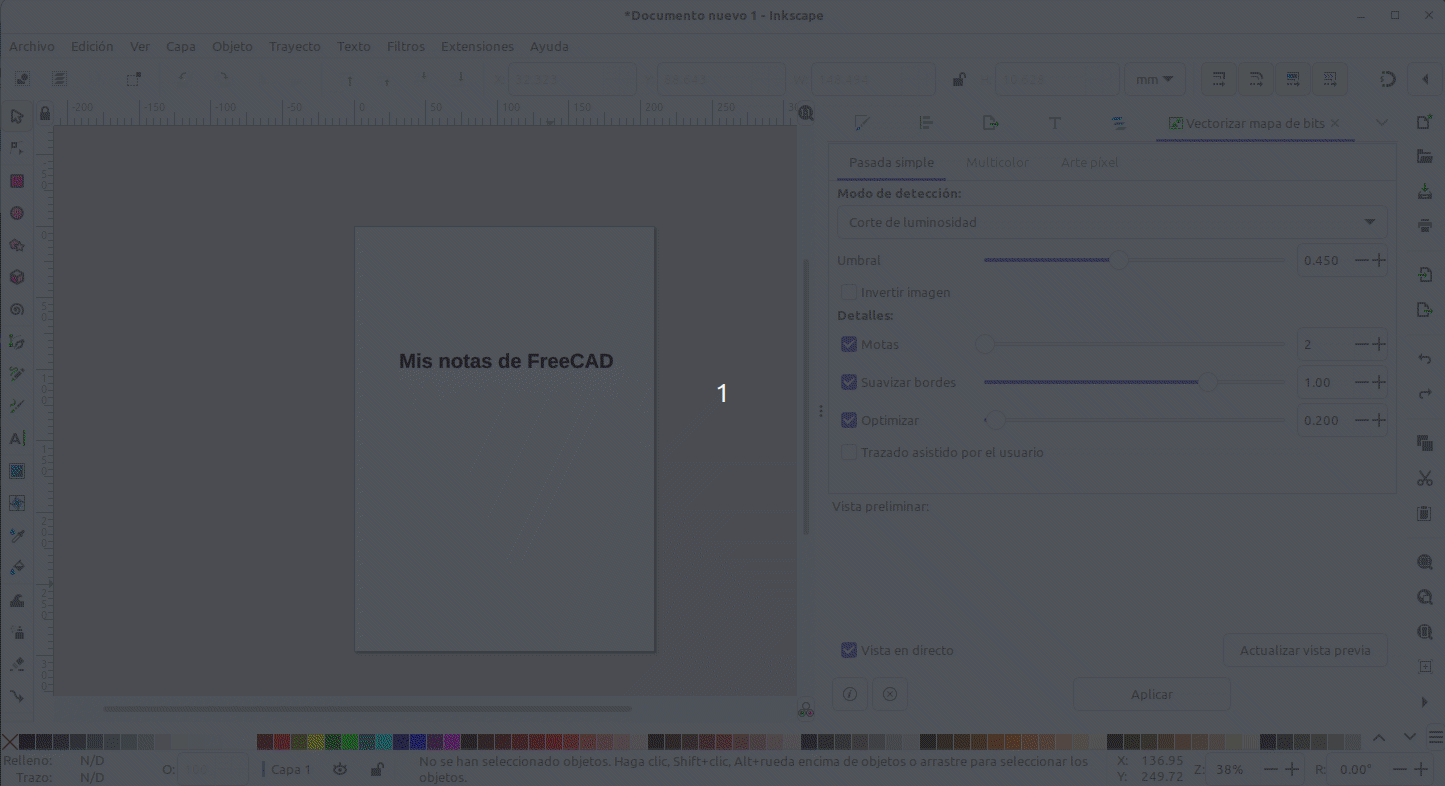 *Documento nuevo 1 - Inkscape
Archivo Edición Ver Capa Objeto Trayecto Texto Filtros Extensiones Ayuda
mm
-200 -150 -100 -50 0 50 100 150 200 250
Vectorizar mapa de bits
Pasada simple Multicolor Arte pixel
Modo de detección:
Corte de luminosidad
Umbral 0.450
Invertir imagen
Detalles:
Motas 2
Suavizar bordes 1.00
Optimizar 0.200
Trazado asistido por el usuario
Mis notas de FreeCAD
1
Vista preliminar:
Vista en directo Actualizar vista previa
Aplicar
Relleno: N/D
Trazo: N/D
O:
Capa 1
No se han seleccionado objetos. Haga clic, Shift+clic, Alt+rueda encima de objetos o arrastre para seleccionar los
objetos.
X: 136.95
Y: 249.72
Z: 38%
R: 0.00°